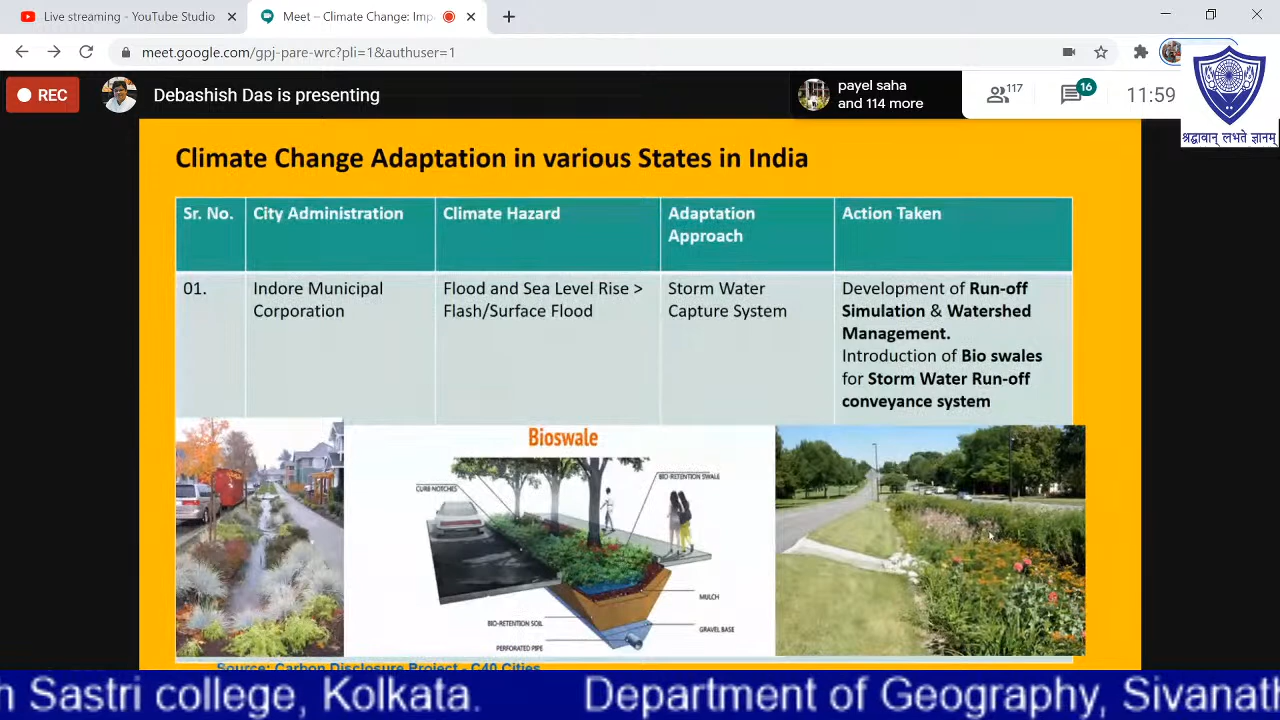 Live streaming - YouTube Studio
Meet – Climate Change: Imp
meet.google.com/gpj-pare-wrc?pli=1&authuser=1
REC
Debashish Das is presenting
payel saha
and 114 more
117
16
11:59
श्रद्धावान् लभते ज्ञानम्
Climate Change Adaptation in various States in India
Sr. No. City Administration Climate Hazard Adaptation Approach Action Taken
01. Indore Municipal Corporation
Flood and Sea Level Rise >
Flash/Surface Flood
Storm Water
Capture System
Development of Run-off
Simulation & Watershed
Management.
Introduction of Bio swales
for Storm Water Run-off
conveyance system
Bioswale
CURB NOTCHES
BIO-RETENTION SWALE
MULCH
BIO-RETENTION SOIL
GRAVEL BASE
PERFORATED PIPE
Source: Carbon Disclosure Project - C40 Cities
h Sastri college, Kolkata. Department of Geography, Sivanath